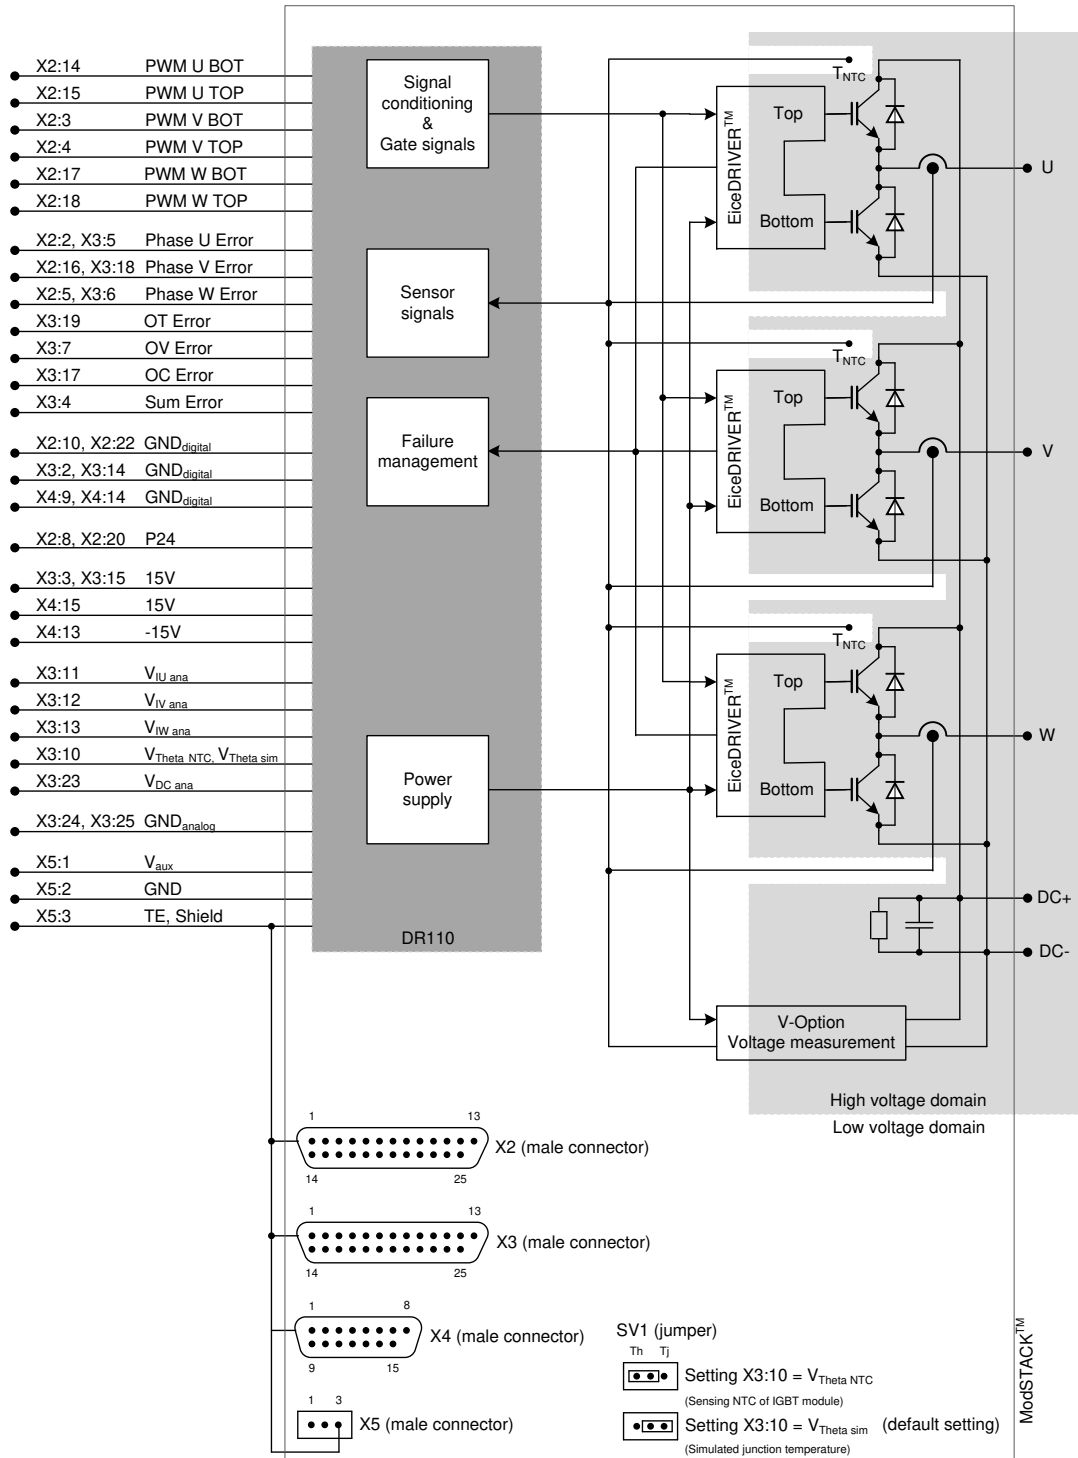 X2:14 PWM U BOT
X2:15 PWM U TOP
X2:3 PWM V BOT
X2:4 PWM V TOP
X2:17 PWM W BOT
X2:18 PWM W TOP
X2:2, X3:5 Phase U Error
X2:16, X3:18 Phase V Error
X2:5, X3:6 Phase W Error
X3:19 OT Error
X3:7 OV Error
X3:17 OC Error
X3:4 Sum Error
X2:10, X2:22 GNDdigital
X3:2, X3:14 GNDdigital
X4:9, X4:14 GNDdigital
X2:8, X2:20 P24
X3:3, X3:15 15V
X4:15 15V
X4:13 -15V
X3:11 VIU ana
X3:12 VIV ana
X3:13 VIW ana
X3:10 VTheta NTC, VTheta sim
X3:23 VDC ana
X3:24, X3:25 GNDanalog
X5:1 Vaux
X5:2 GND
X5:3 TE, Shield
Signal
conditioning
&
Gate signals
Sensor
signals
Failure
management
Power
supply
DR110
TNTC
EiceDRIVER™
Top
Bottom
U
TNTC
EiceDRIVER™
Top
Bottom
V
TNTC
EiceDRIVER™
Top
Bottom
W
DC+
DC-
V-Option
Voltage measurement
High voltage domain
Low voltage domain
1 13
X2 (male connector)
14 25
1 13
X3 (male connector)
14 25
1 8
X4 (male connector)
9 15
1 3
X5 (male connector)
SV1 (jumper)
Th Tj
Setting X3:10 = VTheta NTC
(Sensing NTC of IGBT module)
Setting X3:10 = VTheta sim (default setting)
(Simulated junction temperature)
ModSTACK™